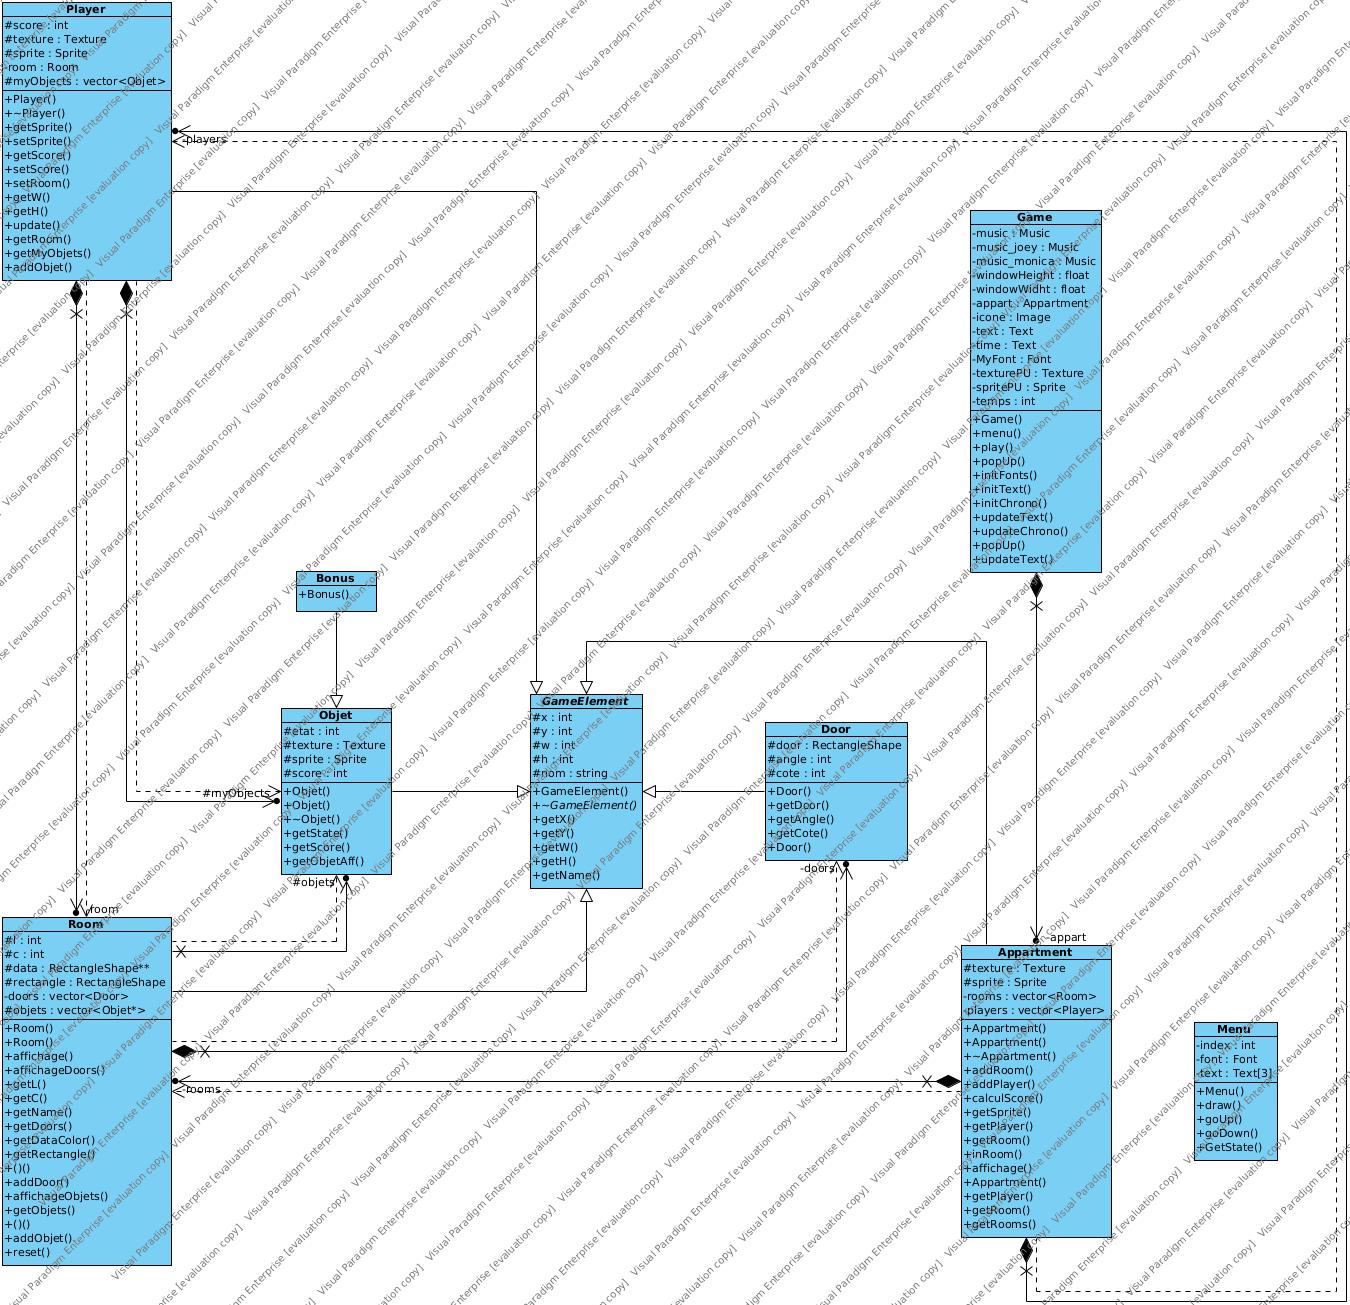 Player
#score : int
#texture : Texture
#sprite : Sprite
-room : Room
#myObjects : vector<Objet>
+Player()
+~Player()
+getSprite()
+setSprite()
+getScore()
+setScore()
+setRoom()
+getW()
+getH()
+update()
+getRoom()
+getMyObjets()
+addObjet()
-players
Game
-music : Music
-music_joey : Music
-music_monica : Music
-windowHeight : float
-windowWidht : float
-appart : Appartment
-icone : Image
-text : Text
-time : Text
-MyFont : Font
-texturePU : Texture
-spritePU : Sprite
-temps : int
+Game()
+menu()
+play()
+popUp()
+initFonts()
+initText()
+initChrono()
+updateText()
+updateChrono()
+popUp()
+updateText()
Bonus
+Bonus()
Objet
#etat : int
#texture : Texture
#sprite : Sprite
#score : int
+Objet()
+Objet()
+~Objet()
+getState()
+getScore()
+getObjetAff()
#myObjects
#objets
GameElement
#x : int
#y : int
#w : int
#h : int
#nom : string
+GameElement()
+~GameElement()
+getX()
+getY()
+getW()
+getH()
+getName()
Door
#door : RectangleShape
#angle : int
#cote : int
+Door()
+getDoor()
+getAngle()
+getCote()
+Door()
-doors
-room
Room
#l : int
#c : int
#data : RectangleShape**
#rectangle : RectangleShape
-doors : vector<Door>
#objets : vector<Objet*>
+Room()
+Room()
+affichage()
+affichageDoors()
+getL()
+getC()
+getName()
+getDoors()
+getDataColor()
+getRectangle()
+()()
+addDoor()
+affichageObjets()
+getObjets()
+()()
+addObjet()
+reset()
-rooms
-appart
Appartment
#texture : Texture
#sprite : Sprite
-rooms : vector<Room>
-players : vector<Player>
+Appartment()
+Appartment()
+~Appartment()
+addRoom()
+addPlayer()
+calculScore()
+getSprite()
+getPlayer()
+getRoom()
+inRoom()
+affichage()
+Appartment()
+getPlayer()
+getRoom()
+getRooms()
Menu
-index : int
-font : Font
-text : Text[3]
+Menu()
+draw()
+goUp()
+goDown()
+GetState()
Visual Paradigm Enterprise [evaluation copy]